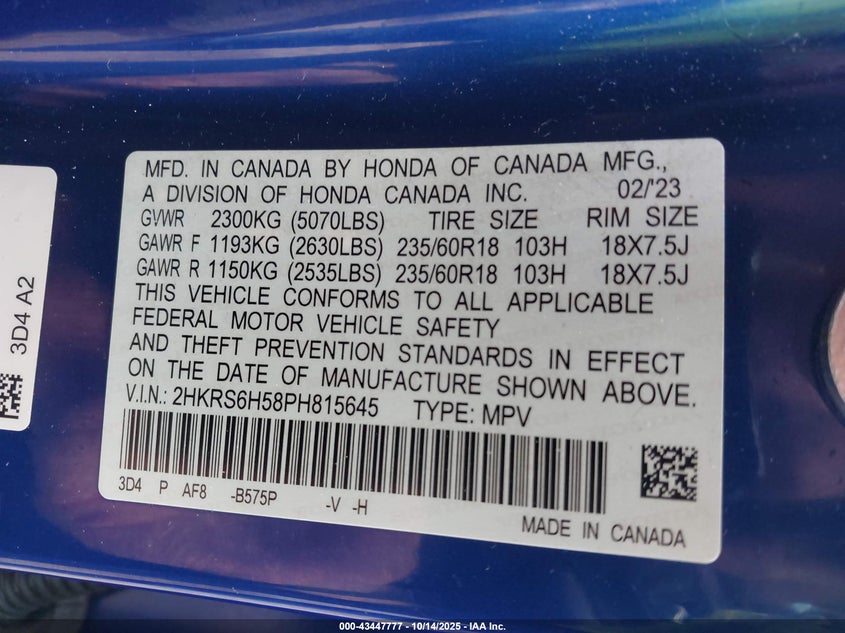 MFD. IN CANADA BY HONDA OF CANADA MFG.,
A DIVISION OF HONDA CANADA INC. 02/'23
GVWR 2300KG (5070LBS) TIRE SIZE RIM SIZE
GAWR F 1193KG (2630LBS) 235/60R18 103H 18X7.5J
GAWR R 1150KG (2535LBS) 235/60R18 103H 18X7.5J
THIS VEHICLE CONFORMS TO ALL APPLICABLE
FEDERAL MOTOR VEHICLE SAFETY
AND THEFT PREVENTION STANDARDS IN EFFECT
ON THE DATE OF MANUFACTURE SHOWN ABOVE.
V.I.N.: 2HKRS6H58PH815645 TYPE: MPV
3D4 P AF8 -B575P -V -H
MADE IN CANADA
3D4 A2
000-43447777 - 10/14/2025 - IAA Inc.